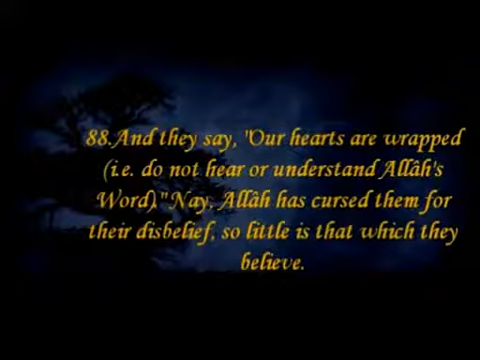 88.And they say, "Our hearts are wrapped
(i.e. do not hear or understand Allâh's
Word)." Nay, Allâh has cursed them for
their disbelief, so little is that which they
believe.